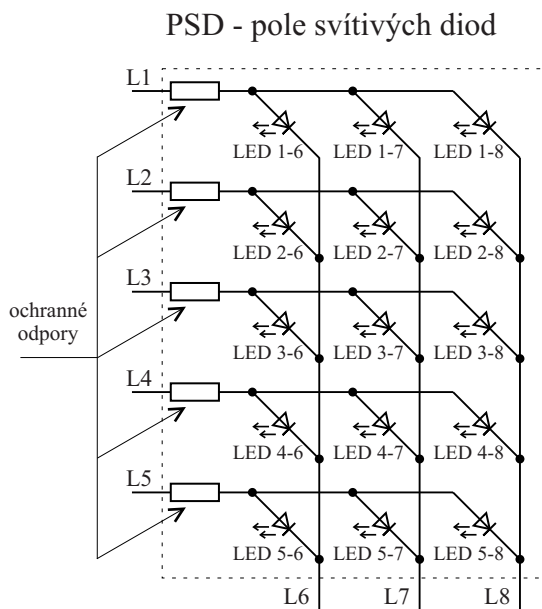 PSD - pole svítivých diod
L1
LED 1-6 LED 1-7 LED 1-8
L2
LED 2-6 LED 2-7 LED 2-8
L3
ochranné
odpory
LED 3-6 LED 3-7 LED 3-8
L4
LED 4-6 LED 4-7 LED 4-8
L5
LED 5-6 LED 5-7 LED 5-8
L6 L7 L8